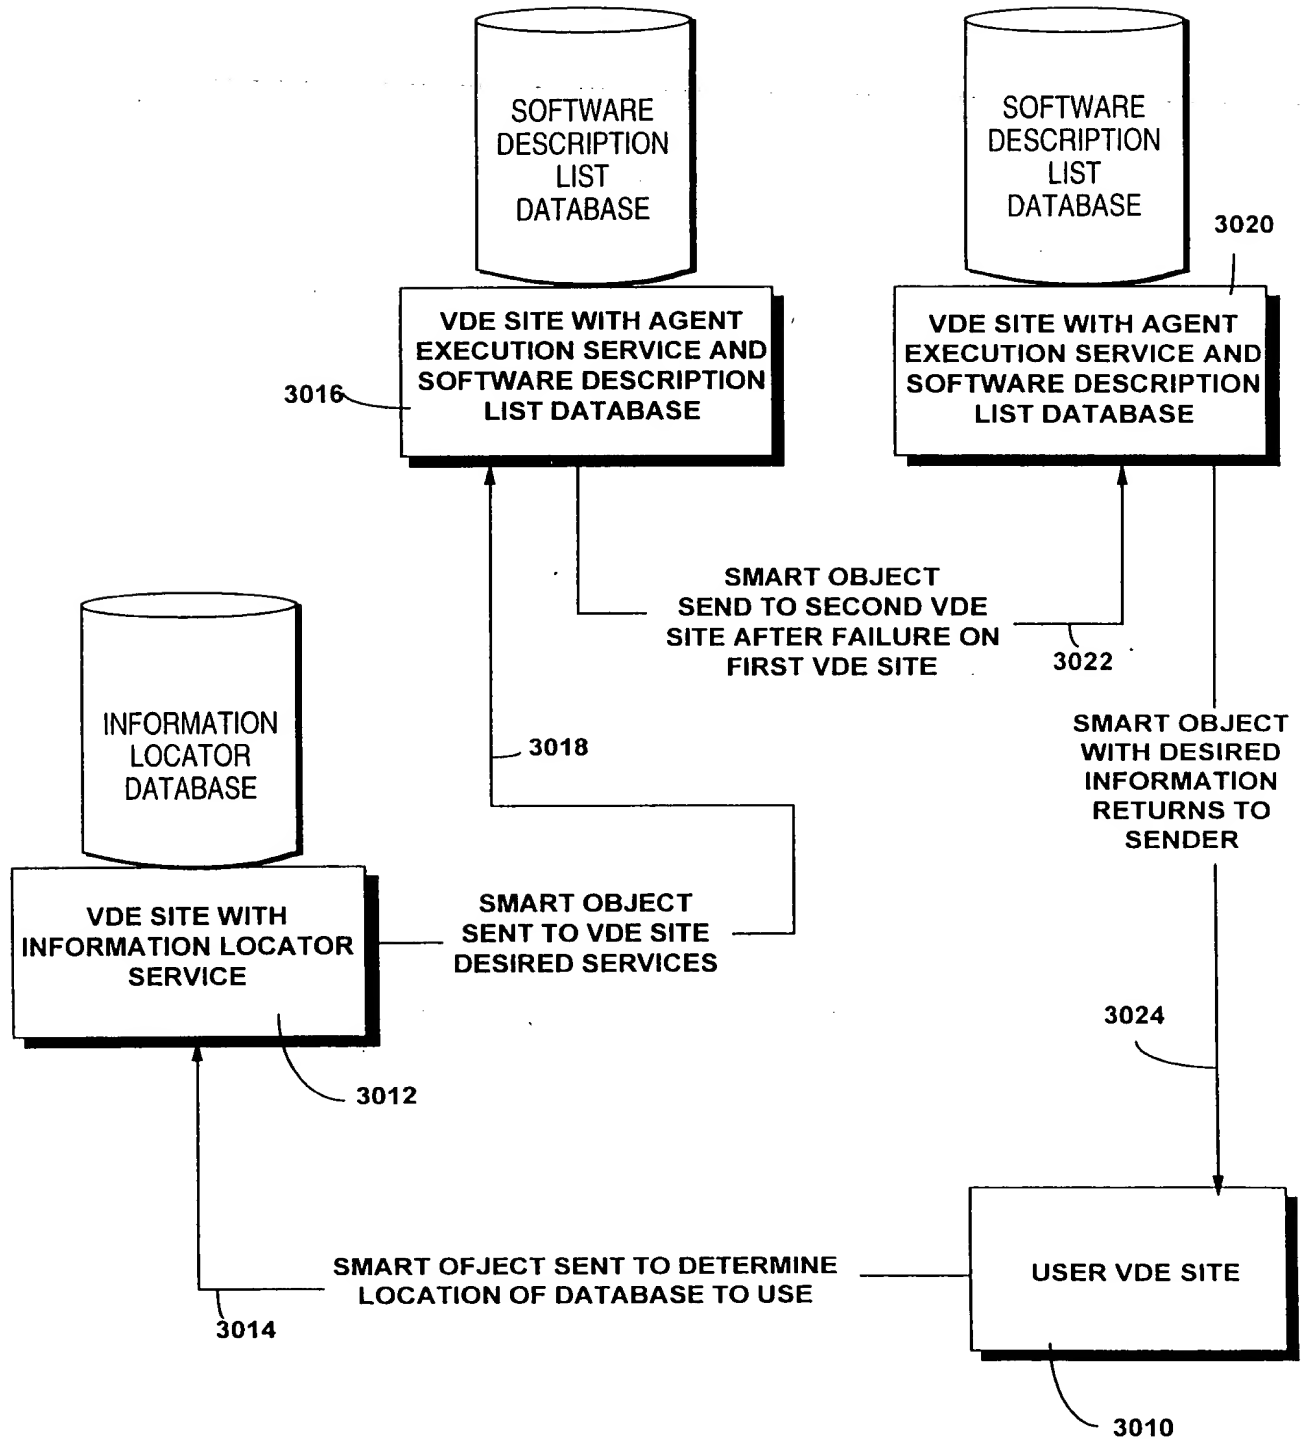 SOFTWARE
DESCRIPTION
LIST
DATABASE
SOFTWARE
DESCRIPTION
LIST
DATABASE
3020
VDE SITE WITH AGENT
EXECUTION SERVICE AND
SOFTWARE DESCRIPTION
LIST DATABASE
VDE SITE WITH AGENT
EXECUTION SERVICE AND
SOFTWARE DESCRIPTION
LIST DATABASE
3016
SMART OBJECT
SEND TO SECOND VDE
SITE AFTER FAILURE ON
FIRST VDE SITE
3022
INFORMATION
LOCATOR
DATABASE
3018
SMART OBJECT
WITH DESIRED
INFORMATION
RETURNS TO
SENDER
VDE SITE WITH
INFORMATION LOCATOR
SERVICE
SMART OBJECT
SENT TO VDE SITE
DESIRED SERVICES
3024
3012
SMART OFJECT SENT TO DETERMINE
LOCATION OF DATABASE TO USE
USER VDE SITE
3014
3010